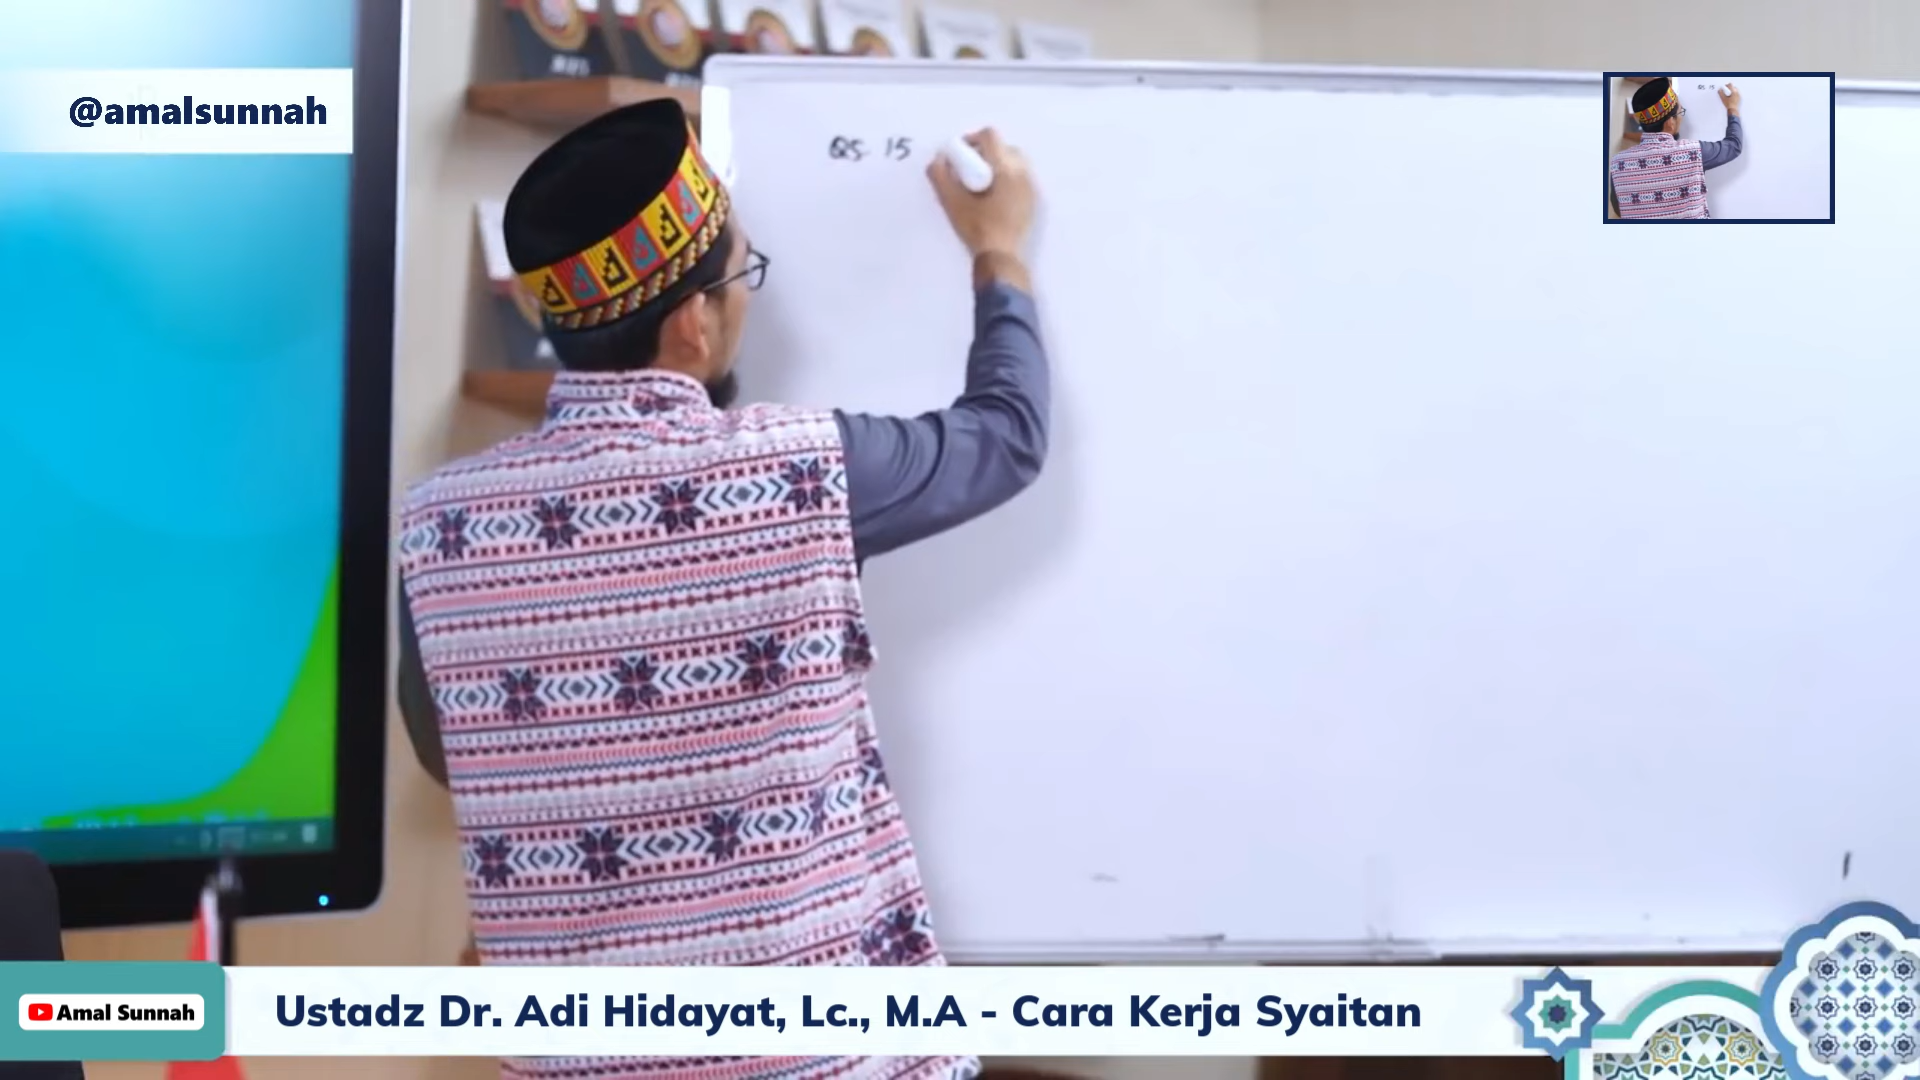 @amalsunnah
QS. 15
Amal Sunnah
Ustadz Dr. Adi Hidayat, Lc., M.A - Cara Kerja Syaitan